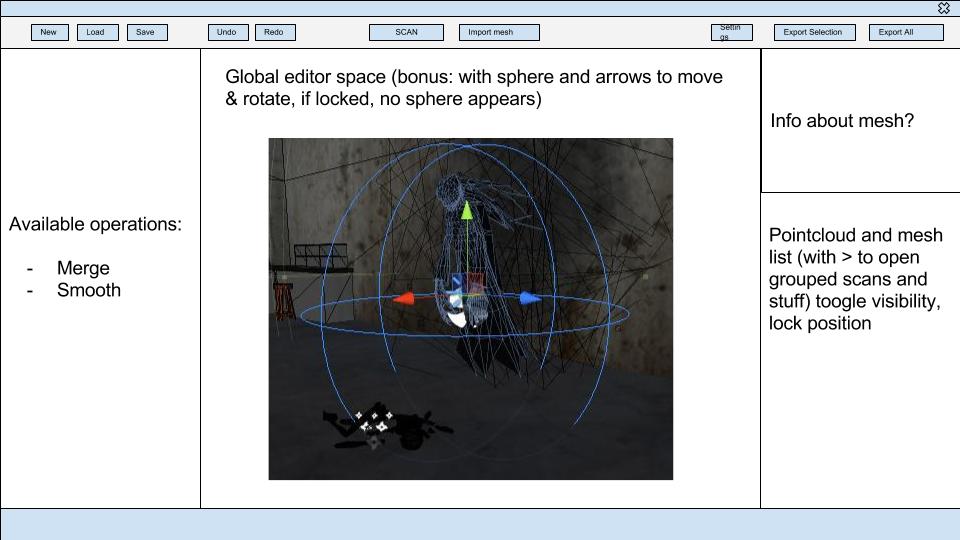 New Load Save Undo Redo SCAN Import mesh Settin
gs Export Selection Export All
Global editor space (bonus: with sphere and arrows to move
& rotate, if locked, no sphere appears)
Info about mesh?
Available operations:
- Merge
- Smooth
Pointcloud and mesh
list (with > to open
grouped scans and
stuff) toogle visibility,
lock position